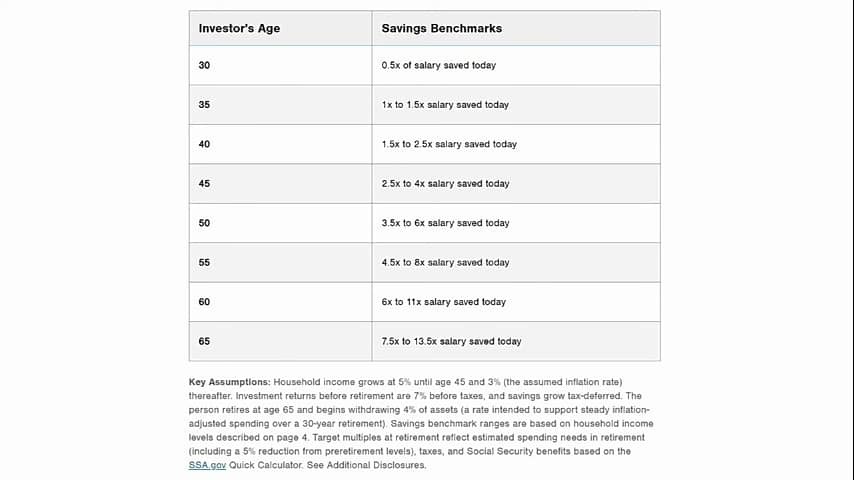 Investor's Age Savings Benchmarks
30 0.5x of salary saved today
35 1x to 1.5x salary saved today
40 1.5x to 2.5x salary saved today
45 2.5x to 4x salary saved today
50 3.5x to 6x salary saved today
55 4.5x to 8x salary saved today
60 6x to 11x salary saved today
65 7.5x to 13.5x salary saved today
Key Assumptions: Household income grows at 5% until age 45 and 3% (the assumed inflation rate)
thereafter. Investment returns before retirement are 7% before taxes, and savings grow tax-deferred. The
person retires at age 65 and begins withdrawing 4% of assets (a rate intended to support steady inflation-
adjusted spending over a 30-year retirement). Savings benchmark ranges are based on household income
levels described on page 4. Target multiples at retirement reflect estimated spending needs in retirement
(including a 5% reduction from preretirement levels), taxes, and Social Security benefits based on the
SSA.gov Quick Calculator. See Additional Disclosures.